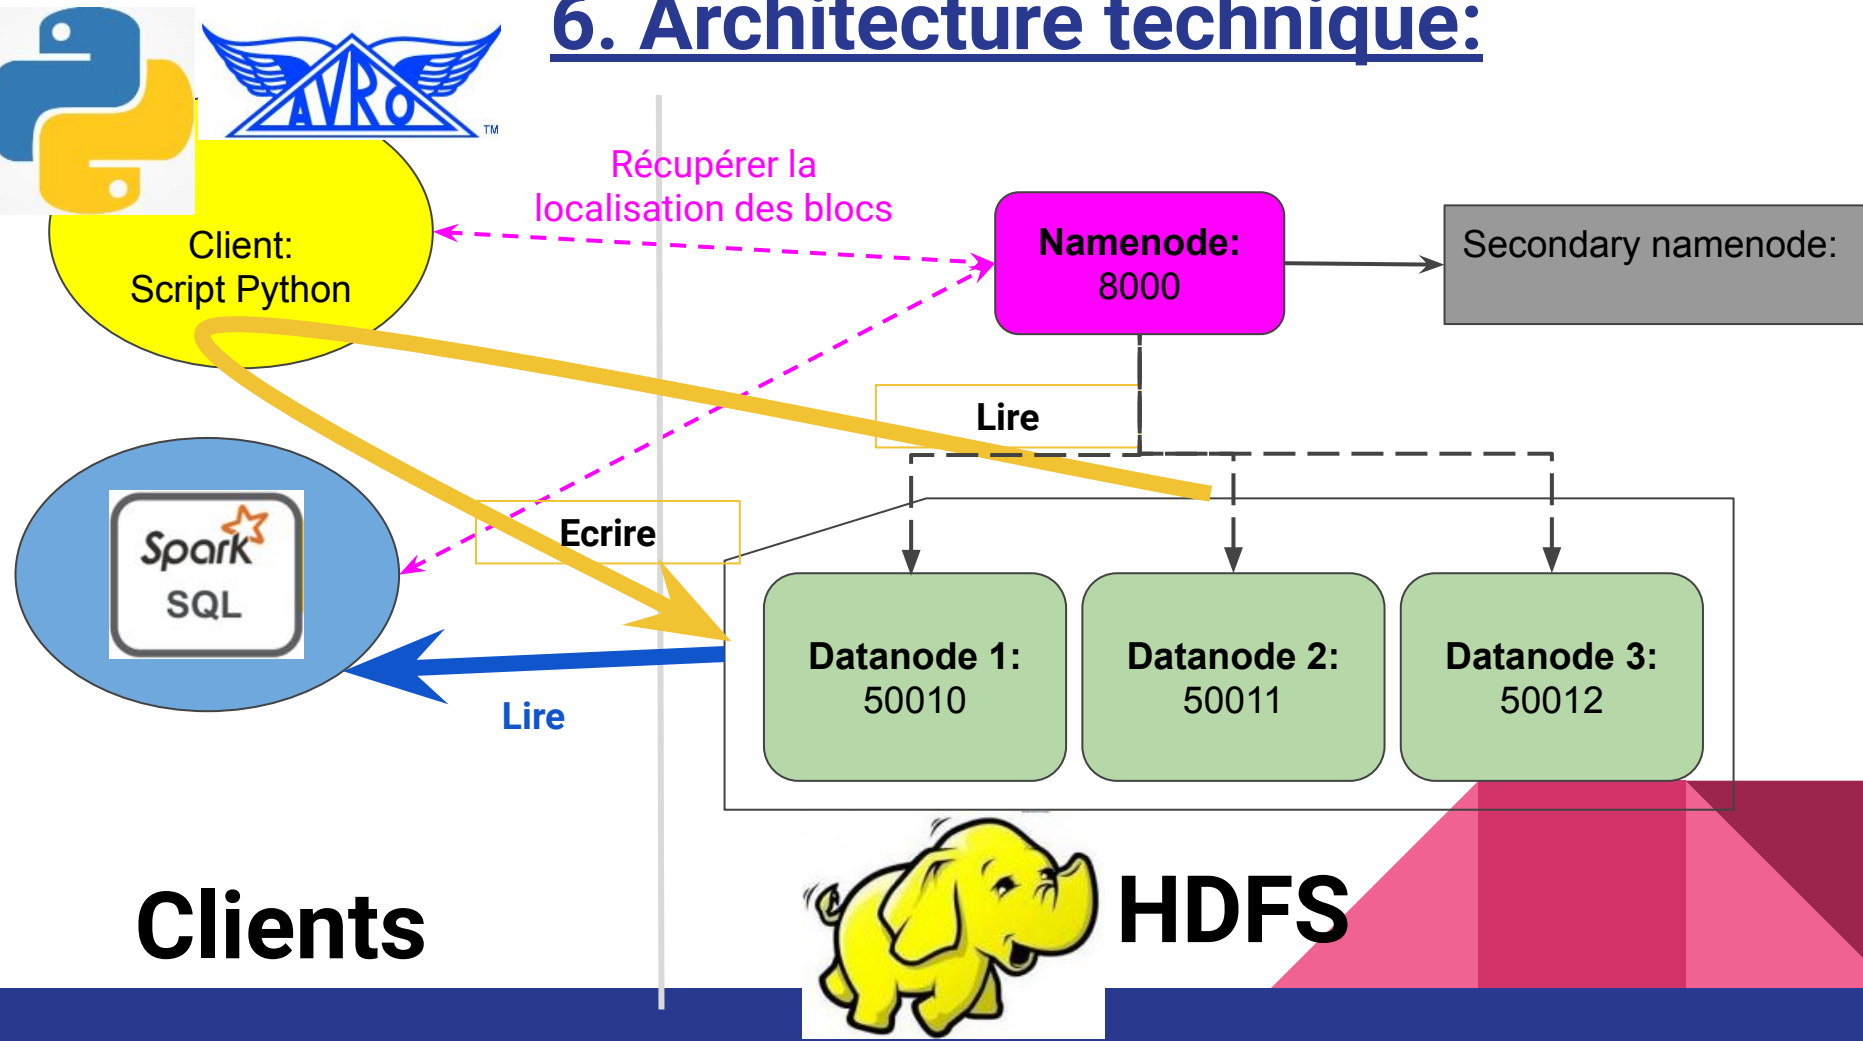 6. Architecture technique:
AVRO
TM
Récupérer la
localisation des blocs
Client:
Script Python
Namenode:
8000
Secondary namenode:
Lire
Ecrire
Spark
SQL
Lire
Datanode 1:
50010
Datanode 2:
50011
Datanode 3:
50012
Clients
HDFS